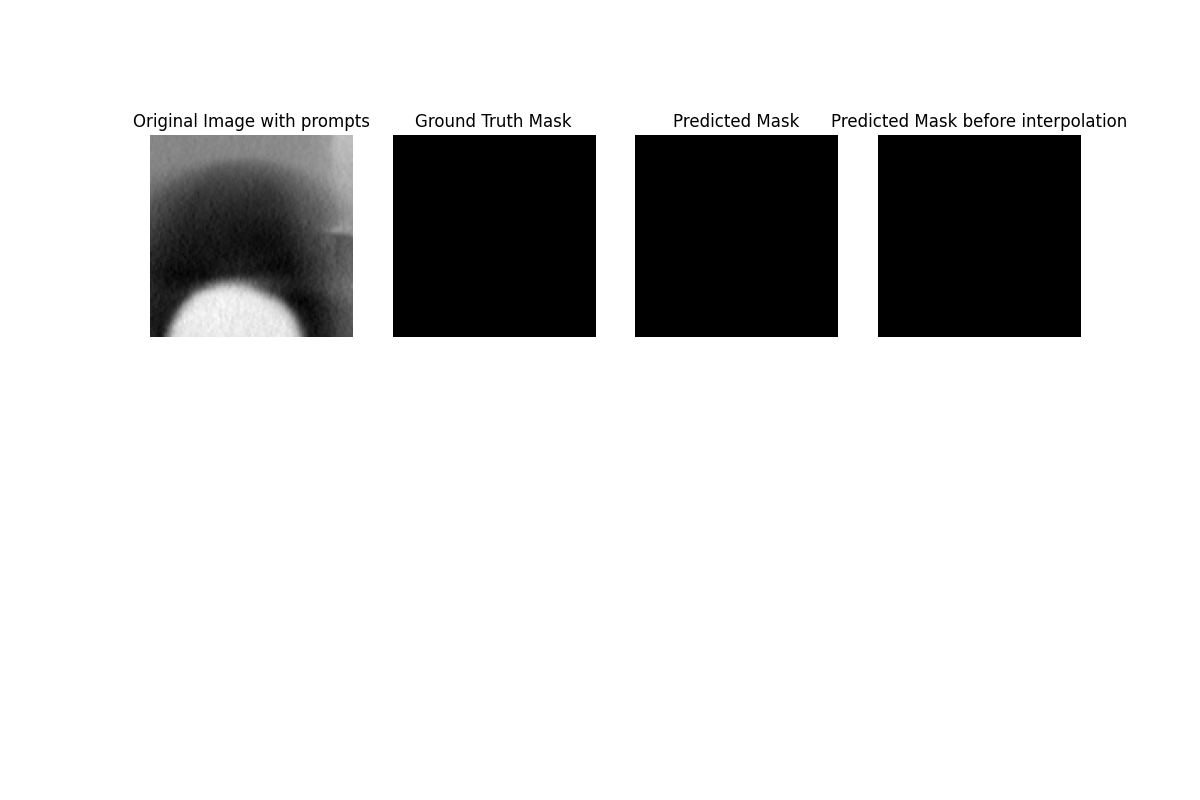 Original Image with prompts
Ground Truth Mask
Predicted Mask
Predicted Mask before interpolation